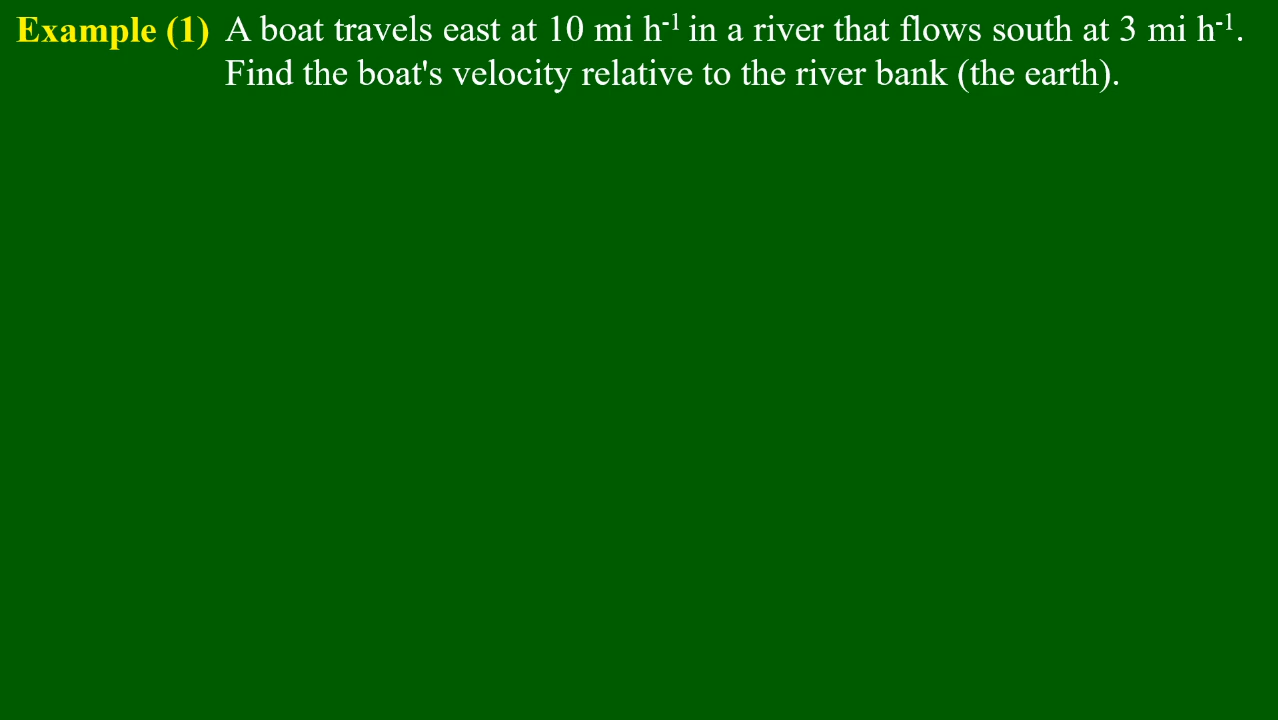 Example (1) A boat travels east at 10 mi h⁻¹ in a river that flows south at 3 mi h⁻¹.
Find the boat's velocity relative to the river bank (the earth).